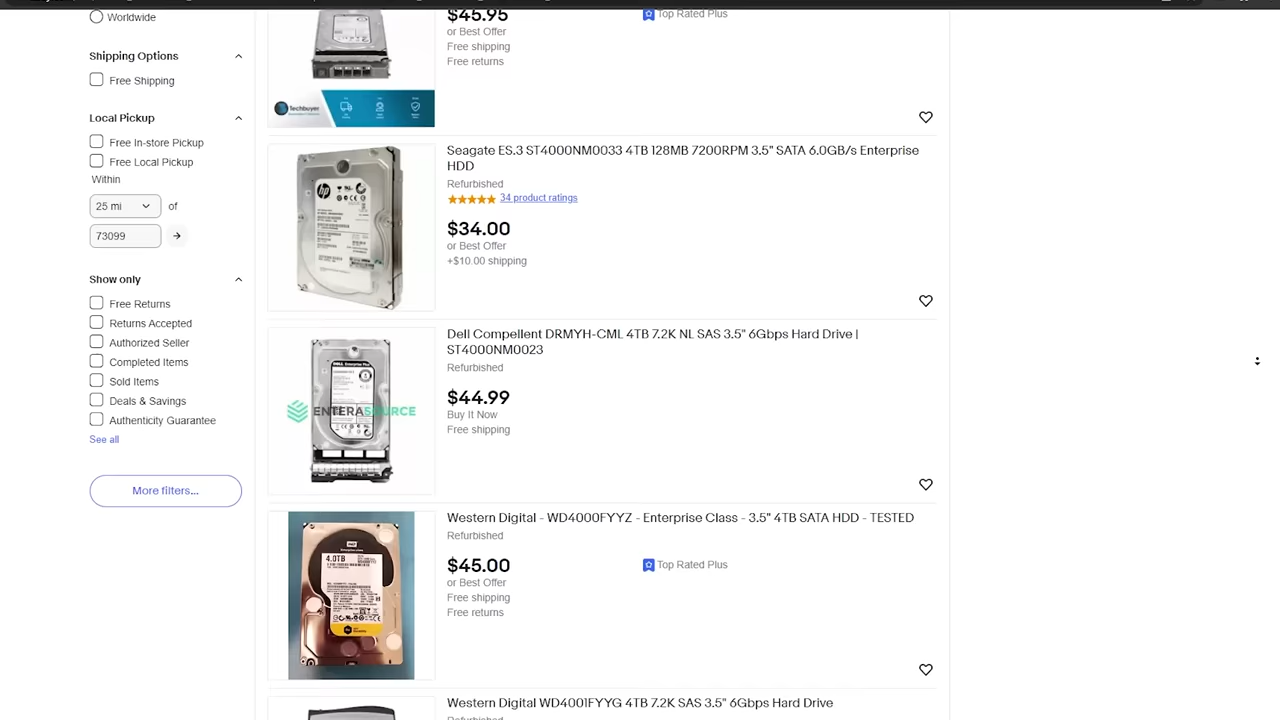 Worldwide
Shipping Options
Free Shipping
Local Pickup
Free In-store Pickup
Free Local Pickup
Within
25 mi of
73099
Show only
Free Returns
Returns Accepted
Authorized Seller
Completed Items
Sold Items
Deals & Savings
Authenticity Guarantee
See all
More filters...
$45.95
Top Rated Plus
or Best Offer
Free shipping
Free returns
Techbuyer
Seagate ES.3 ST4000NM0033 4TB 128MB 7200RPM 3.5" SATA 6.0GB/s Enterprise
HDD
Refurbished
34 product ratings
$34.00
or Best Offer
+$10.00 shipping
hp
Dell Compellent DRMYH-CML 4TB 7.2K NL SAS 3.5" 6Gbps Hard Drive |
ST4000NM0023
Refurbished
$44.99
Buy It Now
Free shipping
ENTERASOURCE
Western Digital - WD4000FYYZ - Enterprise Class - 3.5" 4TB SATA HDD - TESTED
Refurbished
$45.00
Top Rated Plus
or Best Offer
Free shipping
Free returns
4.0TB
Western Digital WD4001FYYG 4TB 7.2K SAS 3.5" 6Gbps Hard Drive
Refurbished